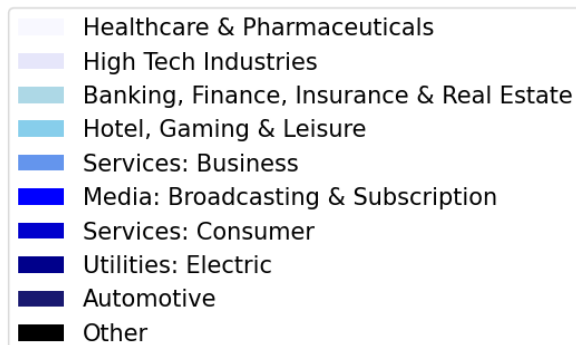 Healthcare & Pharmaceuticals
High Tech Industries
Banking, Finance, Insurance & Real Estate
Hotel, Gaming & Leisure
Services: Business
Media: Broadcasting & Subscription
Services: Consumer
Utilities: Electric
Automotive
Other